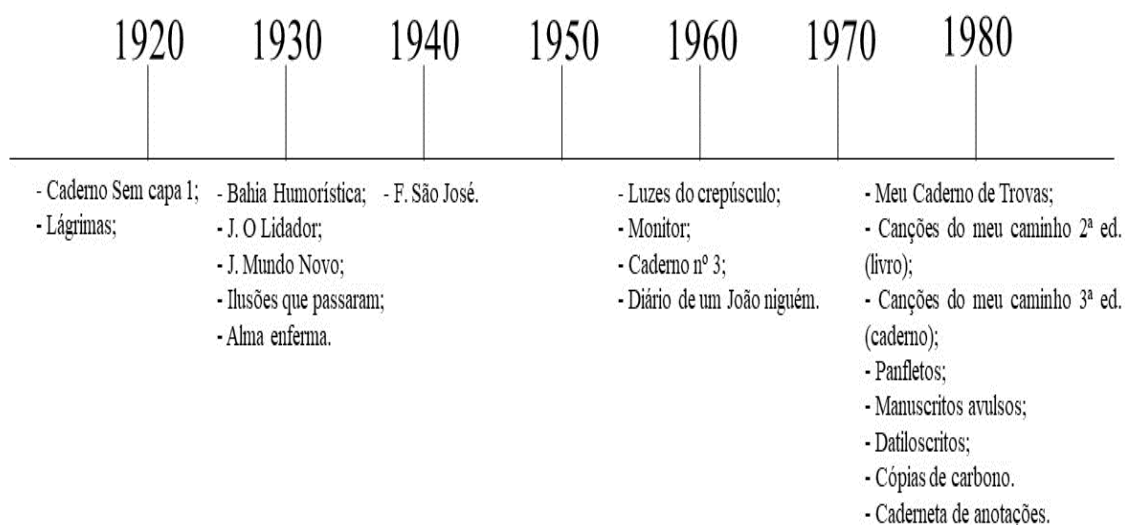 1920 1930 1940 1950 1960 1970 1980
- Caderno Sem capa 1;
- Lágrimas;
- Bahia Humorística;
- J. O Lidador;
- J. Mundo Novo;
- Ilusões que passaram;
- Alma enferma.
- F. São José.
- Luzes do crepúsculo;
- Monitor;
- Caderno nº 3;
- Diário de um João niguém.
- Meu Caderno de Trovas;
- Canções do meu caminho 2ª ed.
(livro);
- Canções do meu caminho 3ª ed.
(caderno);
- Panfletos;
- Manuscritos avulsos;
- Datiloscritos;
- Cópias de carbono.
- Caderneta de anotações.